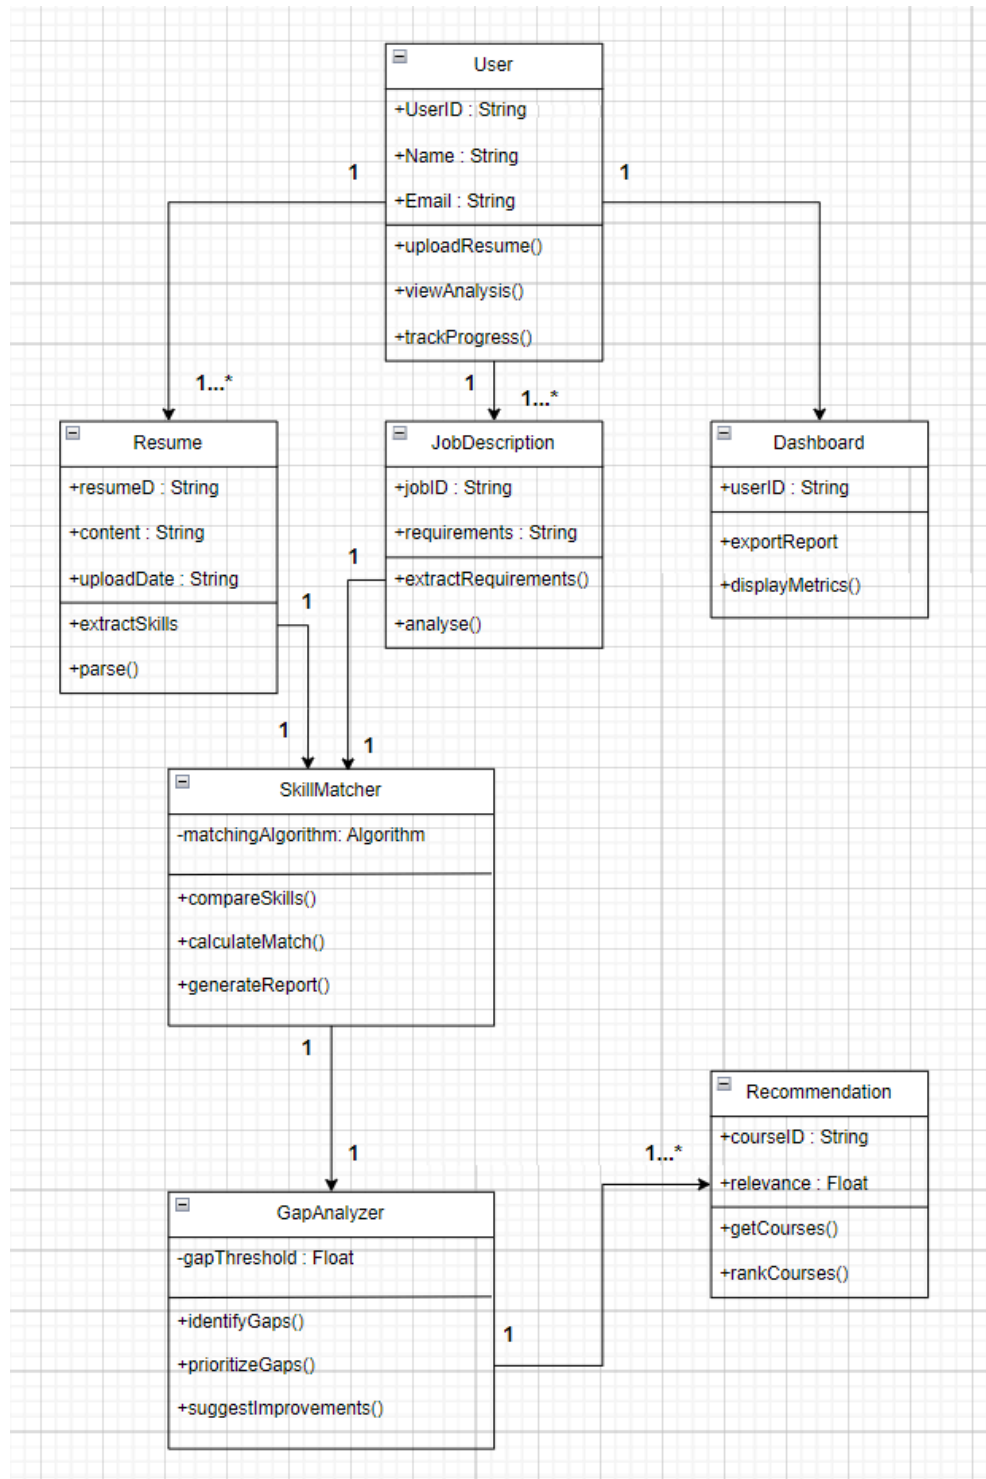 User
+UserID : String
+Name : String
+Email : String
+uploadResume()
+viewAnalysis()
+trackProgress()
1
1
1...*
1
1...*
Resume
+resumeD : String
+content : String
+uploadDate : String
+extractSkills
+parse()
JobDescription
+jobID : String
+requirements : String
+extractRequirements()
+analyse()
Dashboard
+userID : String
+exportReport
+displayMetrics()
1
1
1
1
SkillMatcher
-matchingAlgorithm: Algorithm
+compareSkills()
+calculateMatch()
+generateReport()
1
1
GapAnalyzer
-gapThreshold : Float
+identifyGaps()
+prioritizeGaps()
+suggestImprovements()
1
1...*
Recommendation
+courseID : String
+relevance : Float
+getCourses()
+rankCourses()